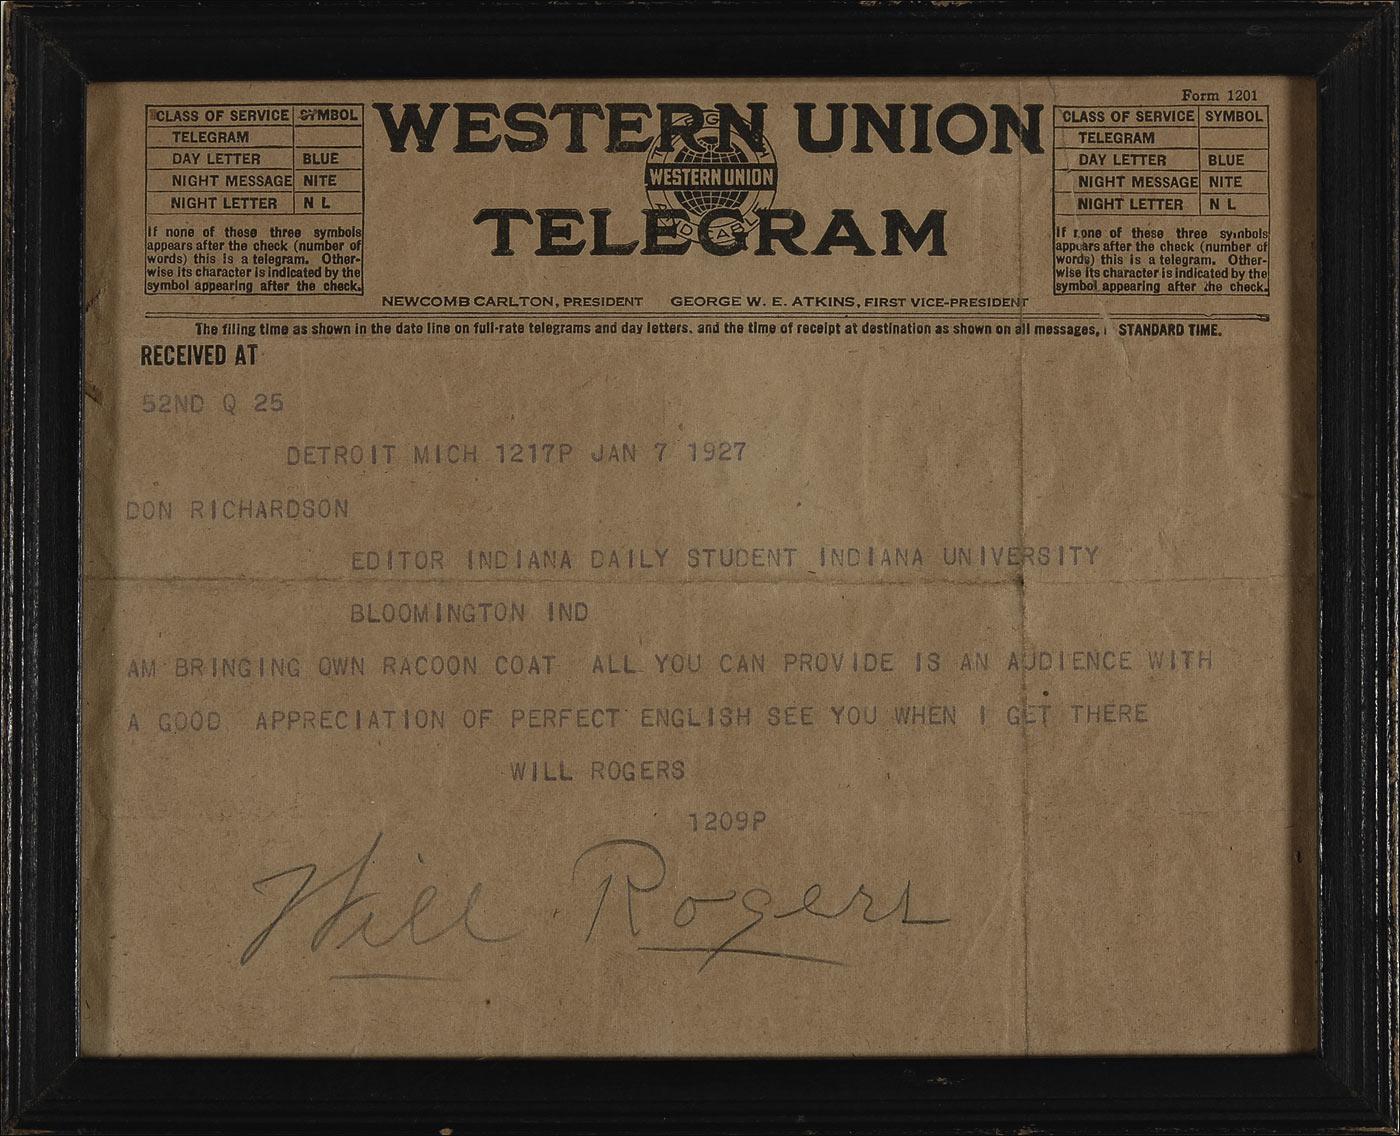 Form 1201
CLASS OF SERVICE SYMBOL
TELEGRAM
DAY LETTER BLUE
NIGHT MESSAGE NITE
NIGHT LETTER N L
If none of these three symbols
appears after the check (number of
words) this is a telegram. Other-
wise its character is indicated by the
symbol appearing after the check.
WESTERN UNION
WESTERN UNION
TELEGRAM
NEWCOMB CARLTON, PRESIDENT GEORGE W. E. ATKINS, FIRST VICE-PRESIDENT
CLASS OF SERVICE SYMBOL
TELEGRAM
DAY LETTER BLUE
NIGHT MESSAGE NITE
NIGHT LETTER N L
If none of these three symbols
appears after the check (number of
words) this is a telegram. Other-
wise its character is indicated by the
symbol appearing after the check.
The filing time as shown in the date line on full-rate telegrams and day letters, and the time of receipt at destination as shown on all messages, STANDARD TIME.
RECEIVED AT
52ND Q 25
DETROIT MICH 1217P JAN 7 1927
DON RICHARDSON
EDITOR INDIANA DAILY STUDENT INDIANA UNIVERSITY
BLOOMINGTON IND
AM BRINGING OWN RACOON COAT ALL YOU CAN PROVIDE IS AN AUDIENCE WITH
A GOOD APPRECIATION OF PERFECT ENGLISH SEE YOU WHEN I GET THERE
WILL ROGERS
1209P
Will Rogers